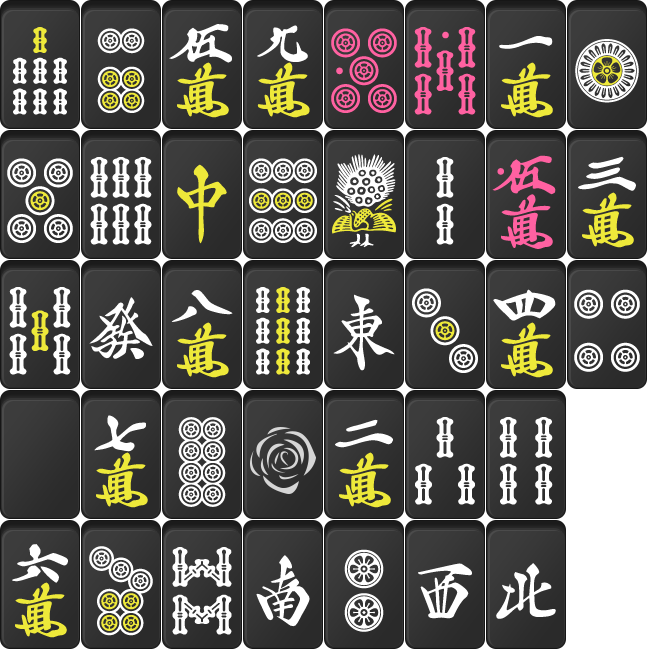 伍萬 九萬 一萬
中 伍萬 三萬
發 八萬 東 四萬
七萬 二萬
六萬 南 西 北